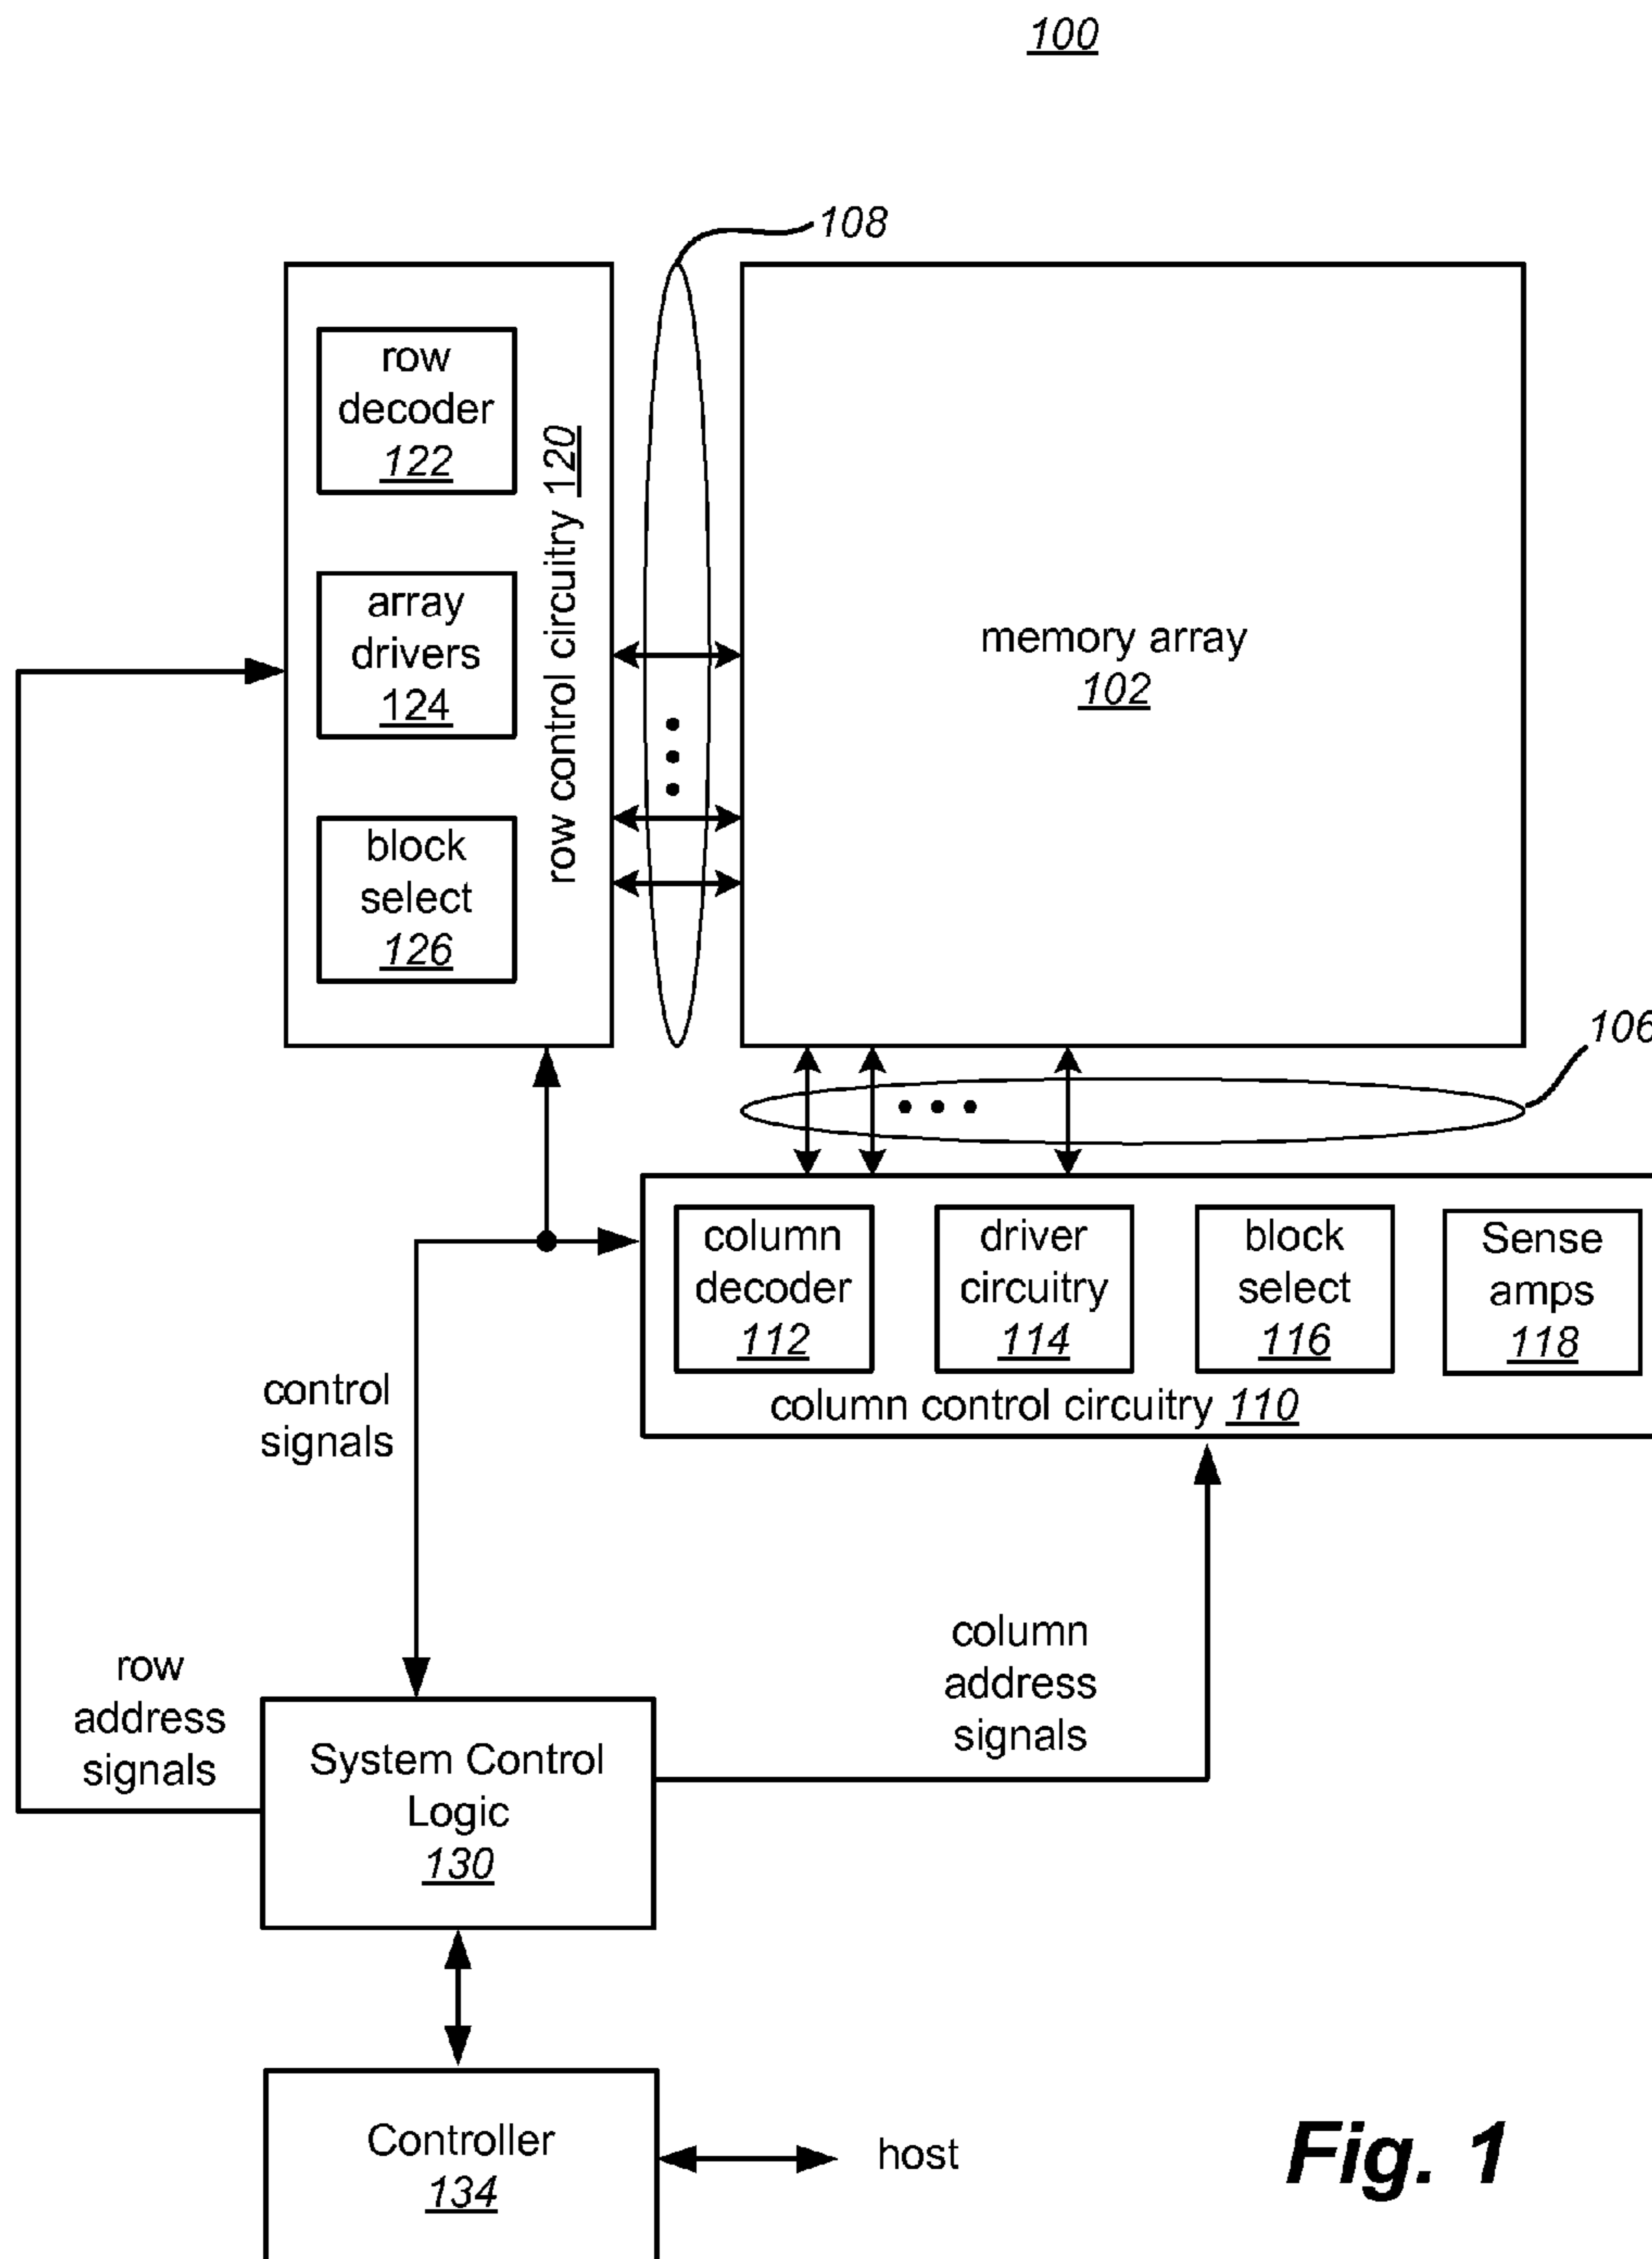 100
108
row
decoder
122
array
drivers
124
block
select
126
row control circuitry 120
memory array
102
106
column
decoder
112
driver
circuitry
114
block
select
116
Sense
amps
118
column control circuitry 110
control
signals
row
address
signals
column
address
signals
System Control
Logic
130
Controller
134
host
Fig. 1